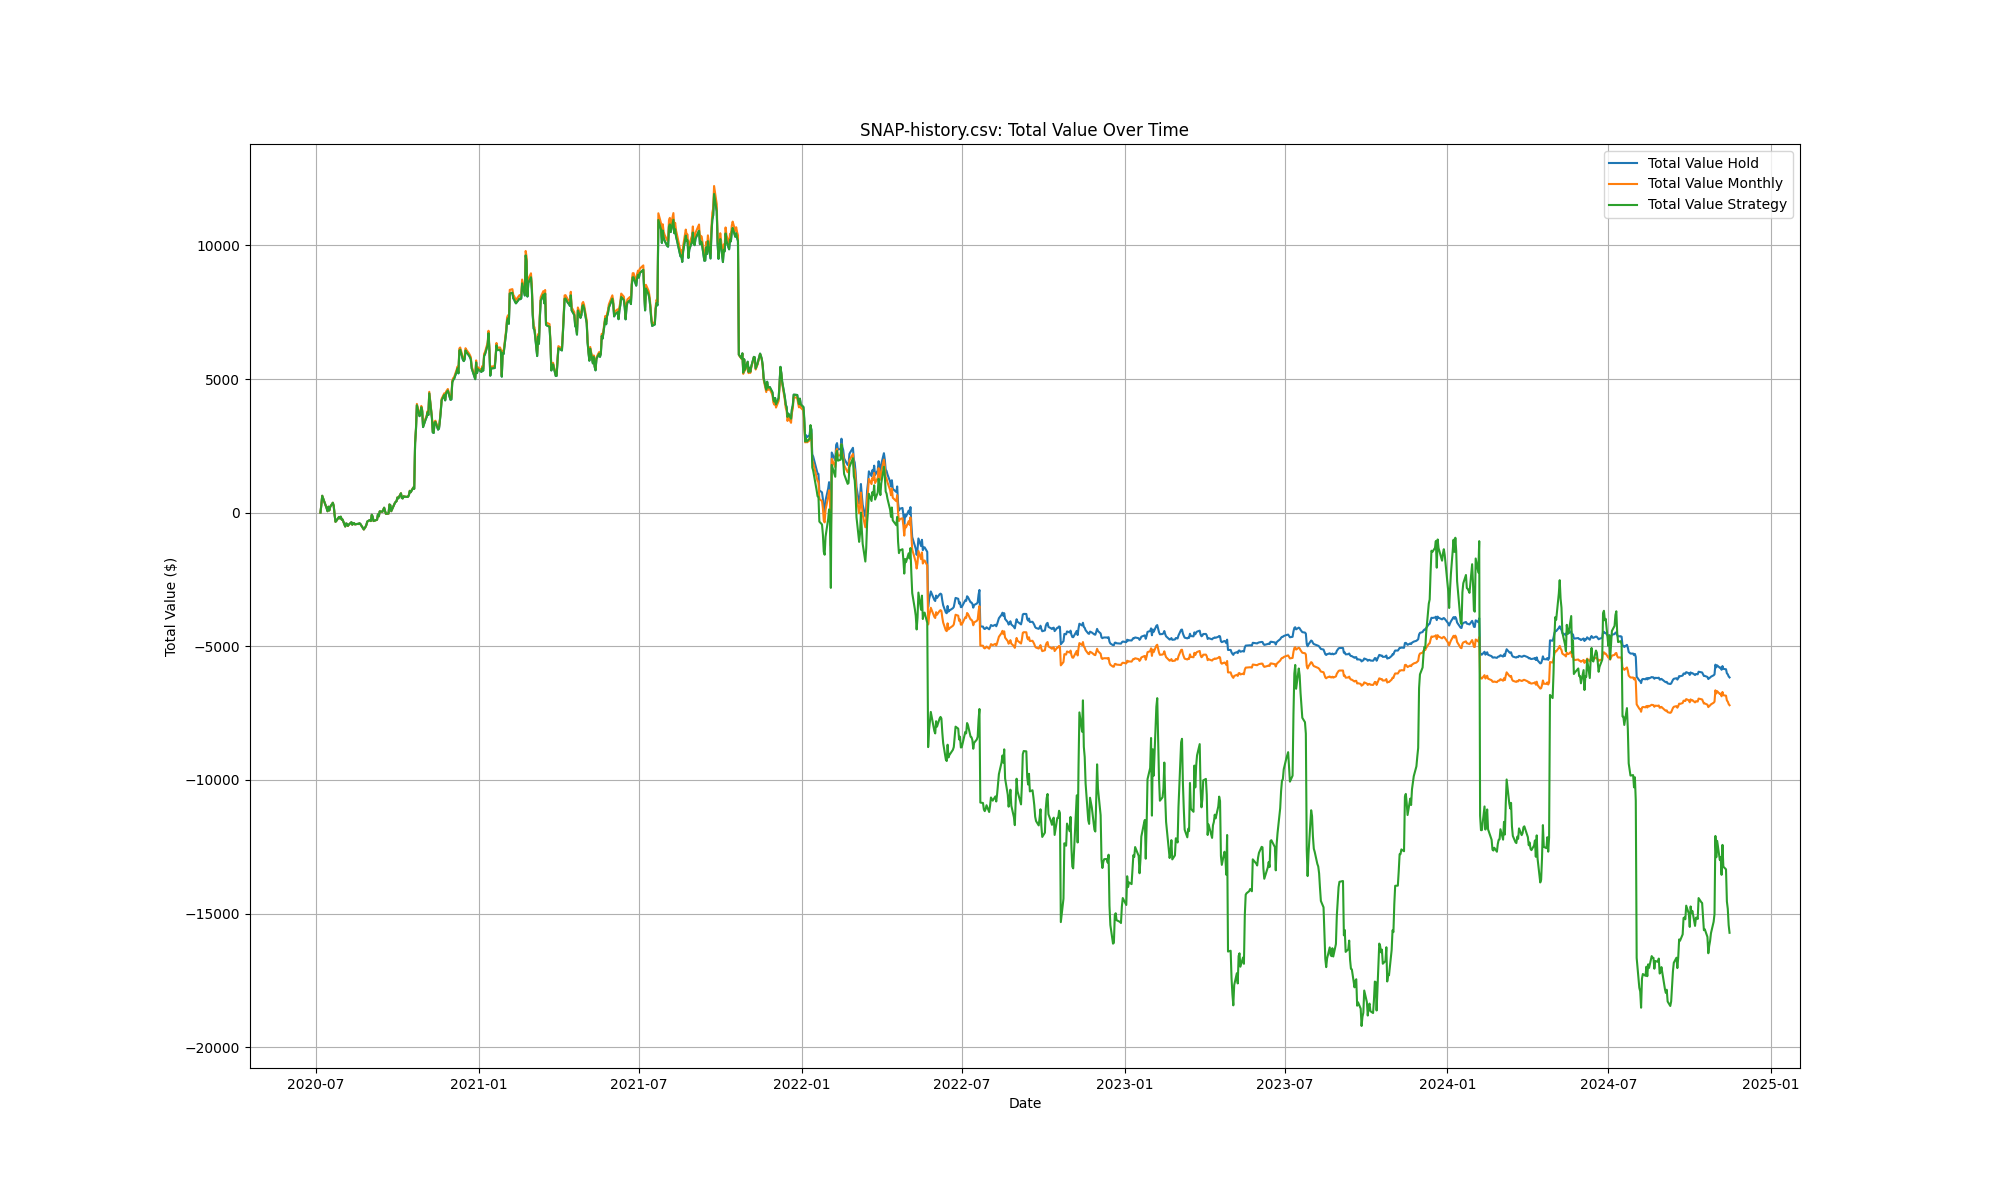 SNAP-history.csv: Total Value Over Time
Total Value Hold
Total Value Monthly
Total Value Strategy
Total Value ($)
10000
5000
0
−5000
−10000
−15000
−20000
2020-07 2021-01 2021-07 2022-01 2022-07 2023-01 2023-07 2024-01 2024-07 2025-01
Date